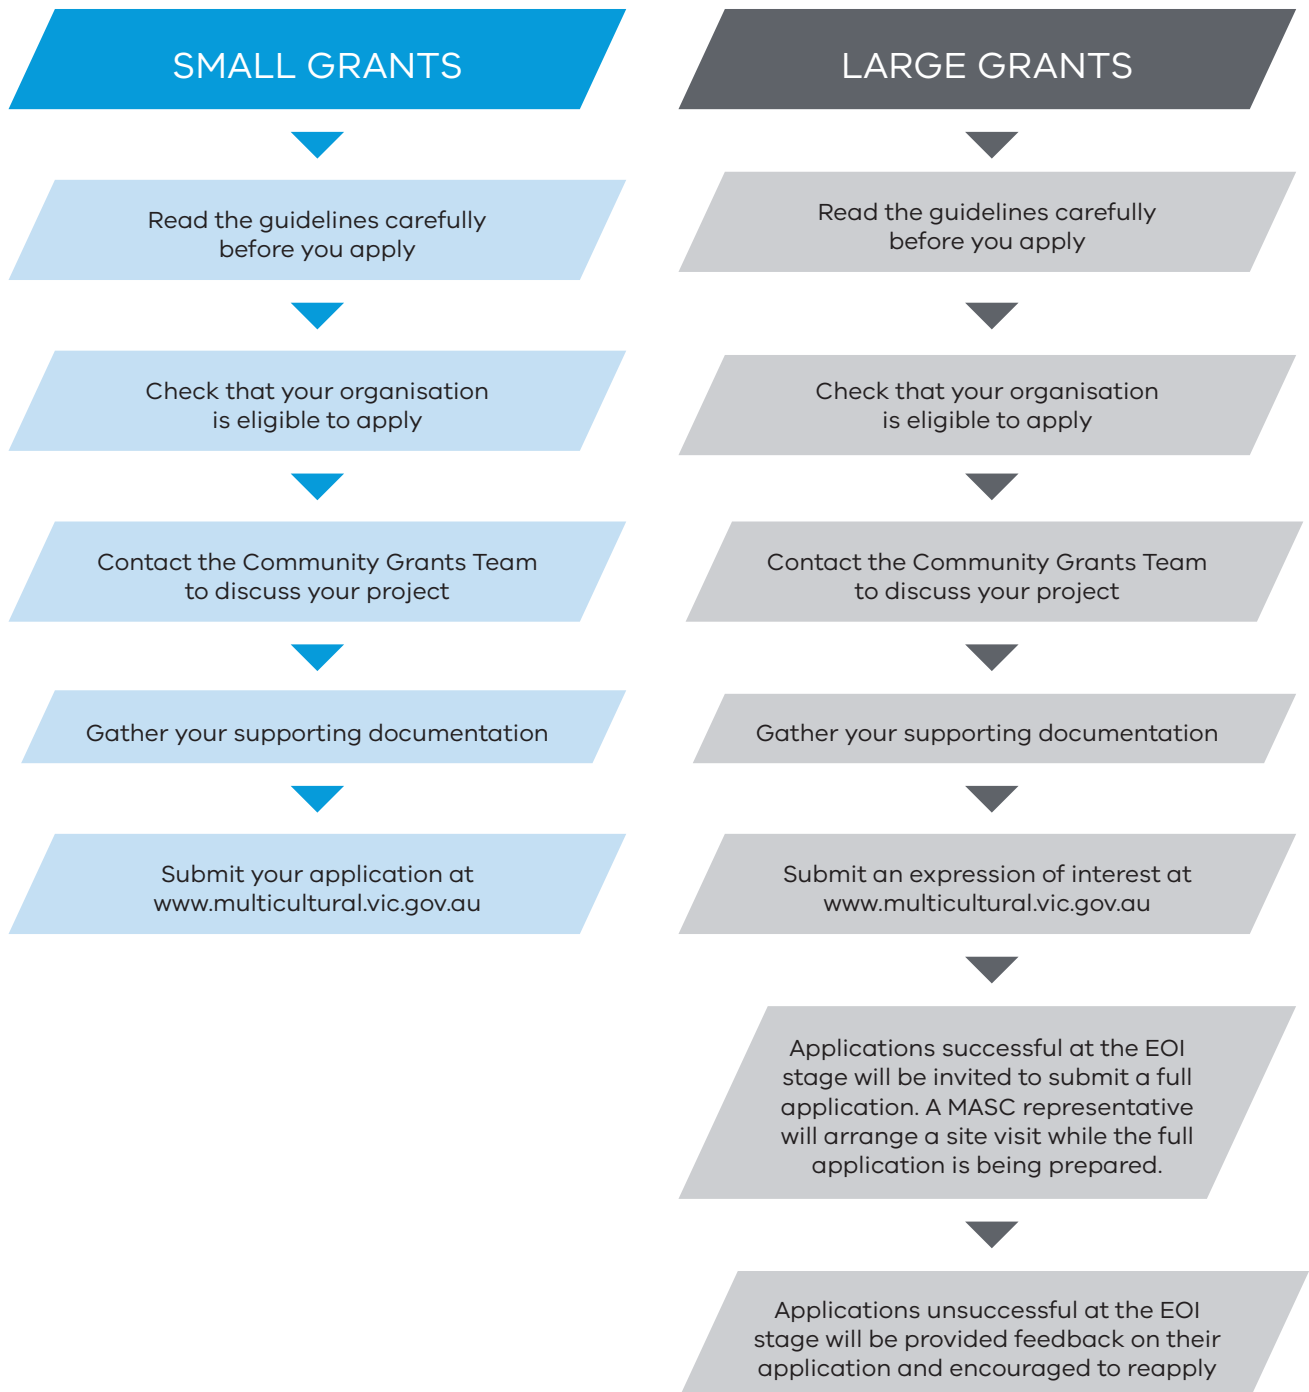 SMALL GRANTS
Read the guidelines carefully
before you apply
Check that your organisation
is eligible to apply
Contact the Community Grants Team
to discuss your project
Gather your supporting documentation
Submit your application at
www.multicultural.vic.gov.au
LARGE GRANTS
Read the guidelines carefully
before you apply
Check that your organisation
is eligible to apply
Contact the Community Grants Team
to discuss your project
Gather your supporting documentation
Submit an expression of interest at
www.multicultural.vic.gov.au
Applications successful at the EOI
stage will be invited to submit a full
application. A MASC representative
will arrange a site visit while the full
application is being prepared.
Applications unsuccessful at the EOI
stage will be provided feedback on their
application and encouraged to reapply